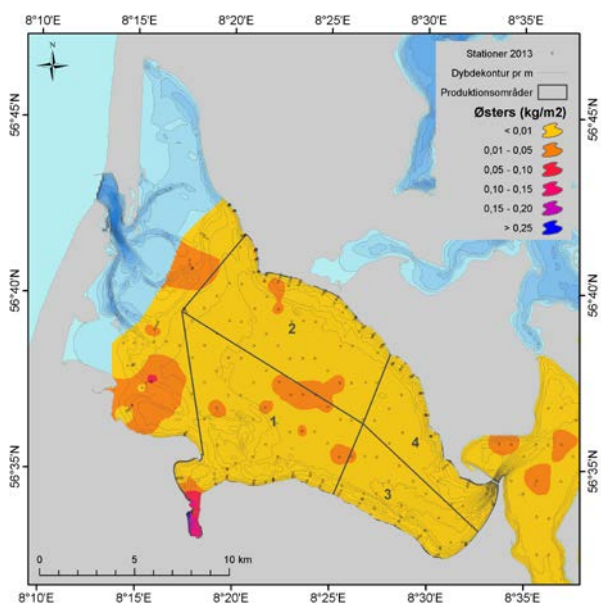 8°10'E 8°15'E 8°20'E 8°25'E 8°30'E 8°35'E
N
Stationer 2013
Dybdekontur pr m
Produktionsområder
Østers (kg/m2)
< 0,01
0,01 - 0,05
0,05 - 0,10
0,10 - 0,15
0,15 - 0,20
> 0,25
56°45'N 56°45'N
56°40'N 56°40'N
2
1
4
56°35'N 56°35'N
3
0 5 10 km
8°10'E 8°15'E 8°20'E 8°25'E 8°30'E 8°35'E